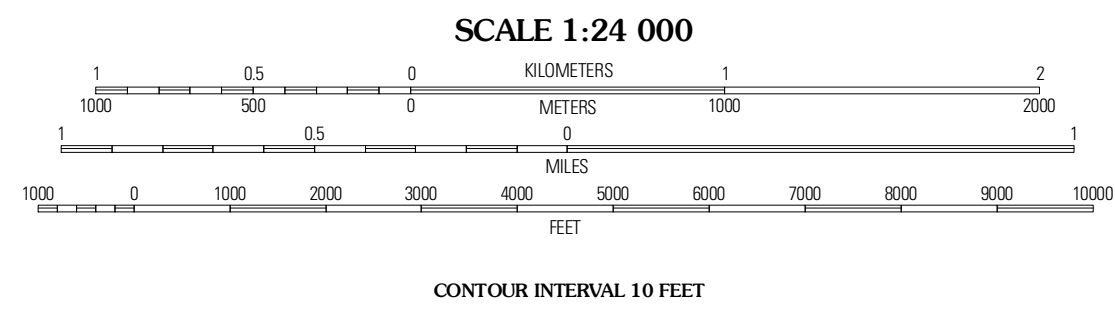 SCALE 1:24 000
1 0.5 0 KILOMETERS 1 2
1000 500 0 METERS 1000 2000
1 0.5 0 1
MILES
1000 0 1000 2000 3000 4000 5000 6000 7000 8000 9000 10000
FEET
CONTOUR INTERVAL 10 FEET